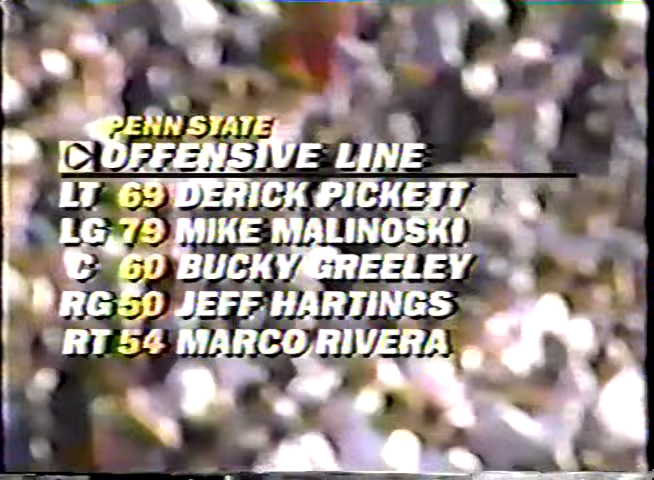 PENN STATE
OFFENSIVE LINE
LT 69 DERICK PICKETT
LG 79 MIKE MALINOSKI
C 60 BUCKY GREELEY
RG 50 JEFF HARTINGS
RT 54 MARCO RIVERA